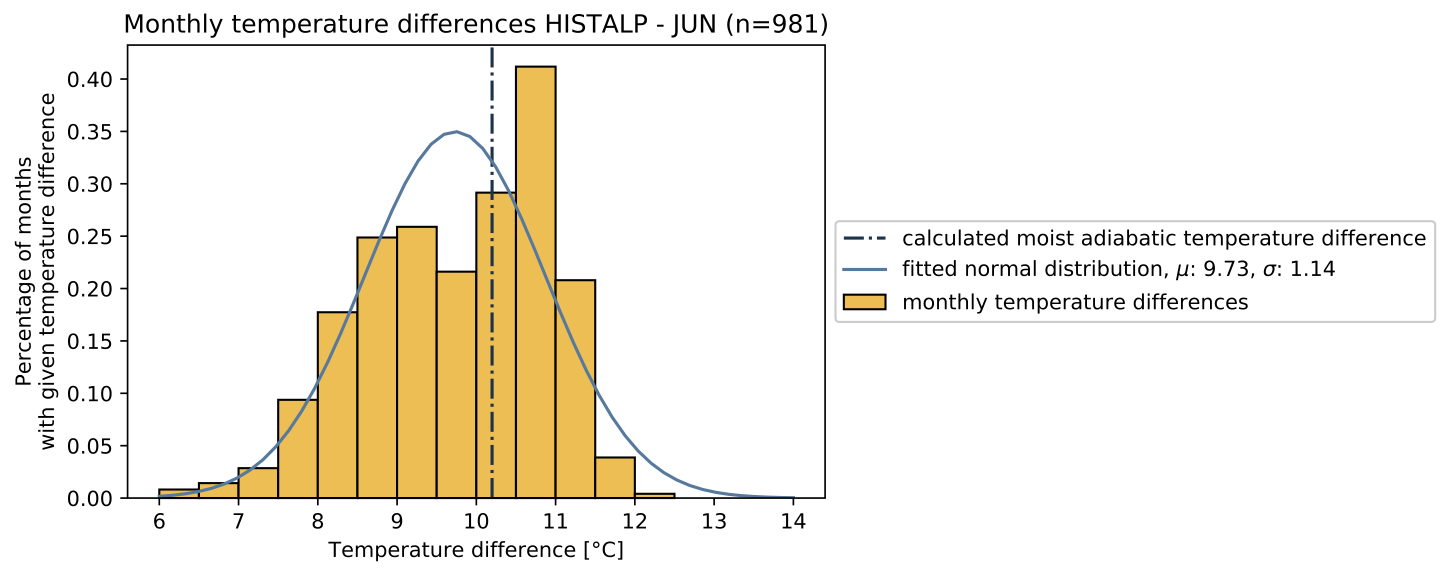 Monthly temperature differences HISTALP - JUN (n=981)
Percentage of months
with given temperature difference
0.40
0.35
0.30
0.25
0.20
0.15
0.10
0.05
0.00
6 7 8 9 10 11 12 13 14
Temperature difference [°C]
calculated moist adiabatic temperature difference
fitted normal distribution, μ: 9.73, σ: 1.14
monthly temperature differences